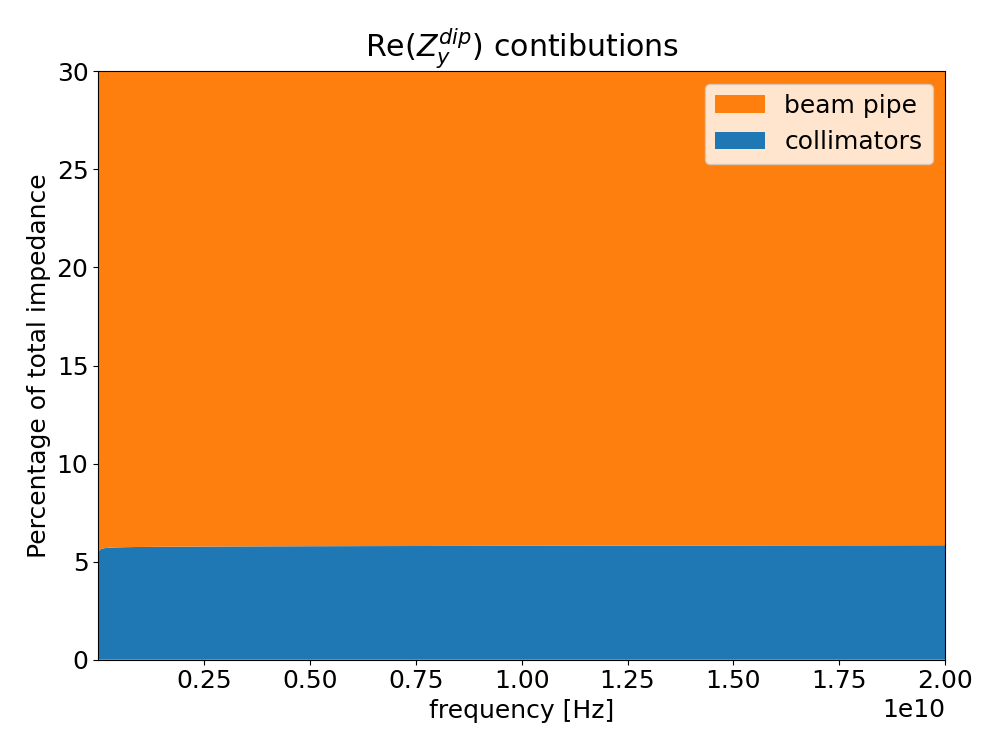 Re($Z_y^{dip}$) contibutions
30
25
20
15
10
5
0
Percentage of total impedance
beam pipe
collimators
0.25 0.50 0.75 1.00 1.25 1.50 1.75 2.00
1e10
frequency [Hz]